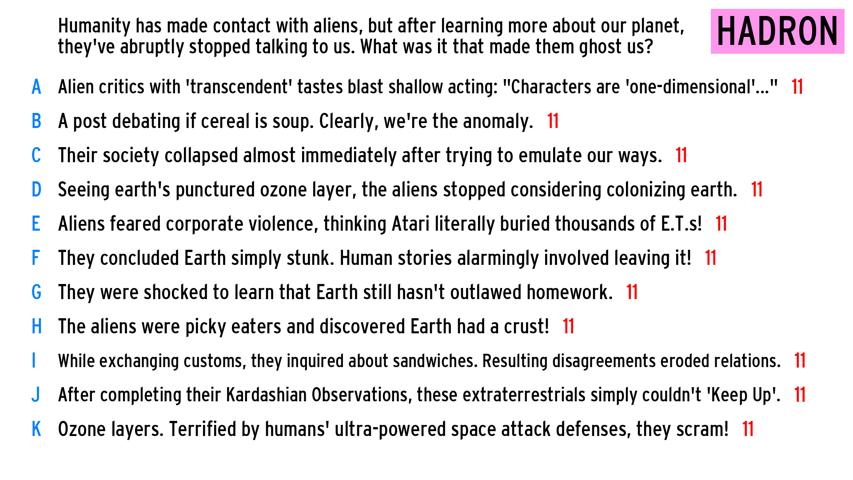 Humanity has made contact with aliens, but after learning more about our planet,
they've abruptly stopped talking to us. What was it that made them ghost us?
HADRON
A Alien critics with 'transcendent' tastes blast shallow acting: "Characters are 'one-dimensional'..." 11
B A post debating if cereal is soup. Clearly, we're the anomaly. 11
C Their society collapsed almost immediately after trying to emulate our ways. 11
D Seeing earth's punctured ozone layer, the aliens stopped considering colonizing earth. 11
E Aliens feared corporate violence, thinking Atari literally buried thousands of E.T.s! 11
F They concluded Earth simply stunk. Human stories alarmingly involved leaving it! 11
G They were shocked to learn that Earth still hasn't outlawed homework. 11
H The aliens were picky eaters and discovered Earth had a crust! 11
I While exchanging customs, they inquired about sandwiches. Resulting disagreements eroded relations. 11
J After completing their Kardashian Observations, these extraterrestrials simply couldn't 'Keep Up'. 11
K Ozone layers. Terrified by humans' ultra-powered space attack defenses, they scram! 11